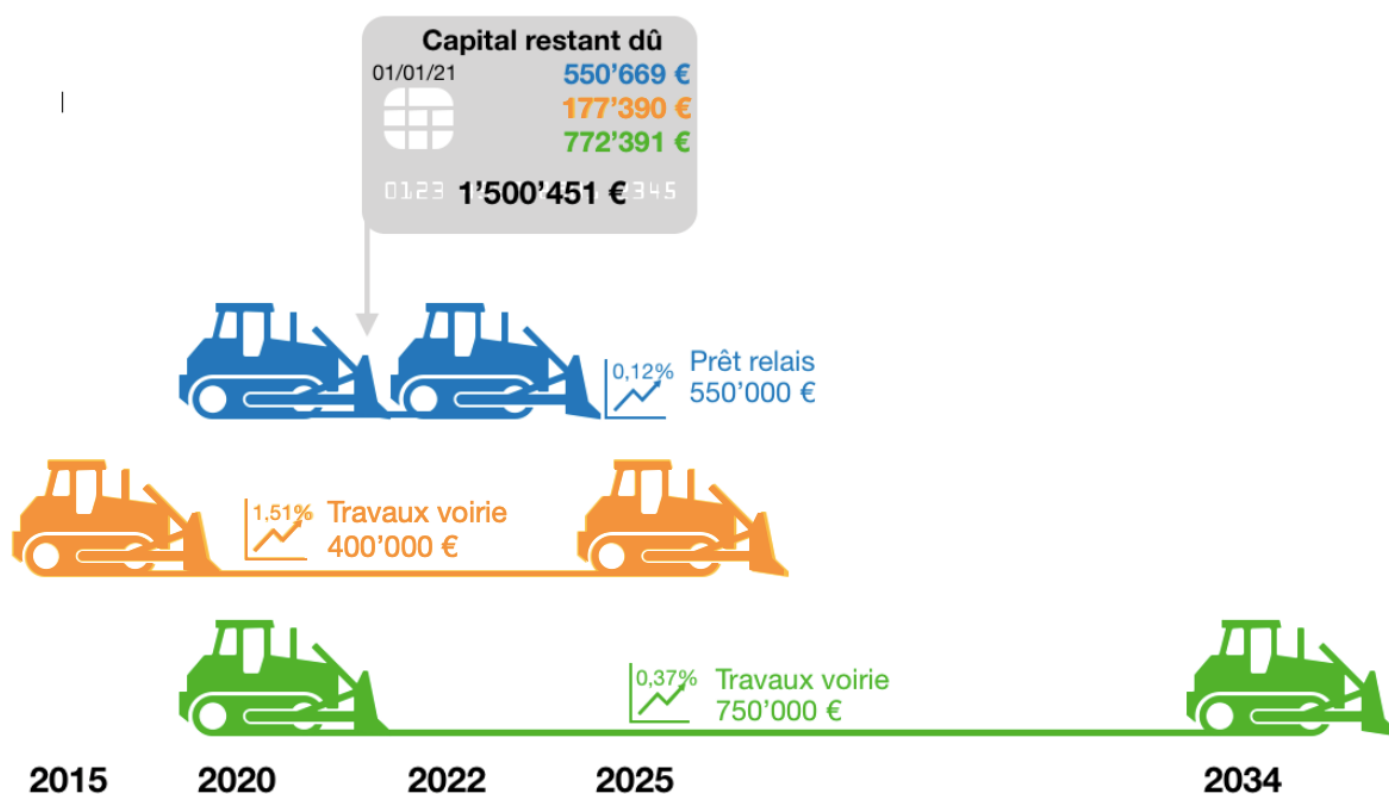 Capital restant dû
01/01/21
550’669 €
177’390 €
772’391 €
0123
1’500’451 €
2345
0,12%
Prêt relais
550’000 €
1,51%
Travaux voirie
400’000 €
0,37%
Travaux voirie
750’000 €
2015 2020 2022 2025 2034